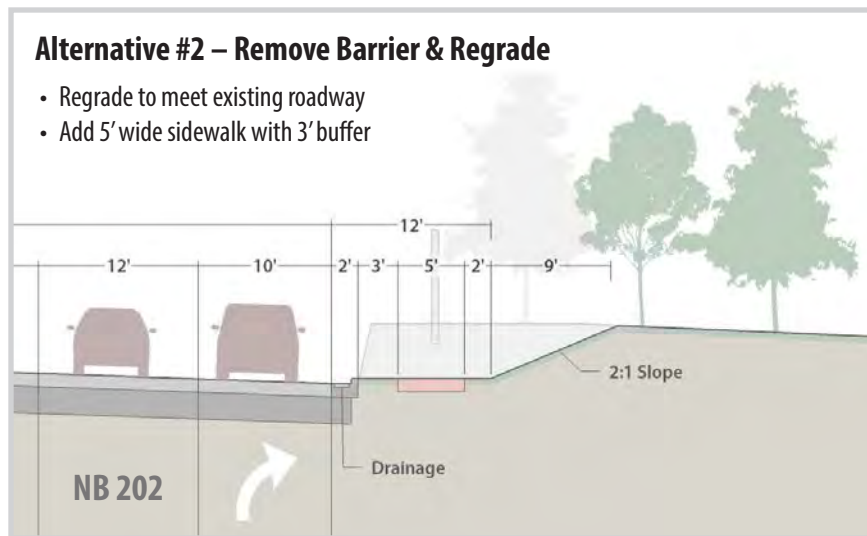 Alternative #2 – Remove Barrier & Regrade
• Regrade to meet existing roadway
• Add 5' wide sidewalk with 3' buffer
12'
12' 10' 2' 3' 5' 2' 9'
2:1 Slope
Drainage
NB 202